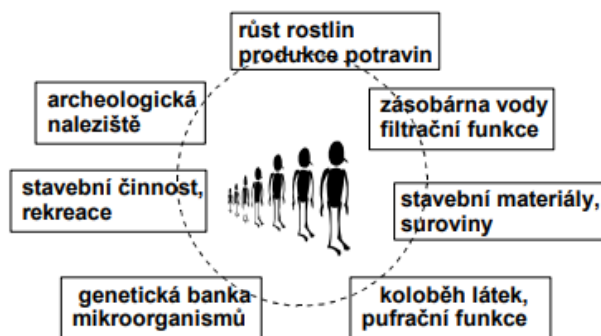 růst rostlin
produkce potravin
archeologická
naleziště
zásobárna vody
filtrační funkce
stavební činnost,
rekreace
stavební materiály,
suroviny
genetická banka
mikroorganismů
koloběh látek,
pufrační funkce